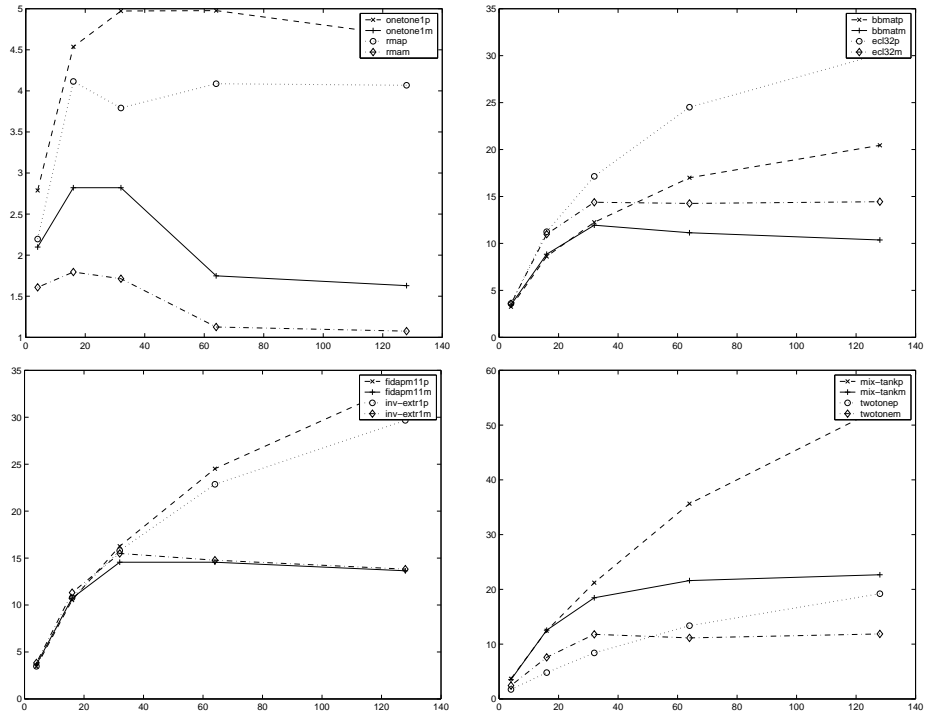 5
4.5
4
3.5
3
2.5
2
1.5
1
0 20 40 60 80 100 120 140
onetone1p
onetone1m
rmap
rmam
35
30
25
20
15
10
5
0
0 20 40 60 80 100 120 140
bbmatp
bbmatm
ecl32p
ecl32m
35
30
25
20
15
10
5
0
0 20 40 60 80 100 120 140
fidapm11p
fidapm11m
inv−extr1p
inv−extr1m
60
50
40
30
20
10
0
0 20 40 60 80 100 120 140
mix−tankp
mix−tankm
twotonep
twotonem